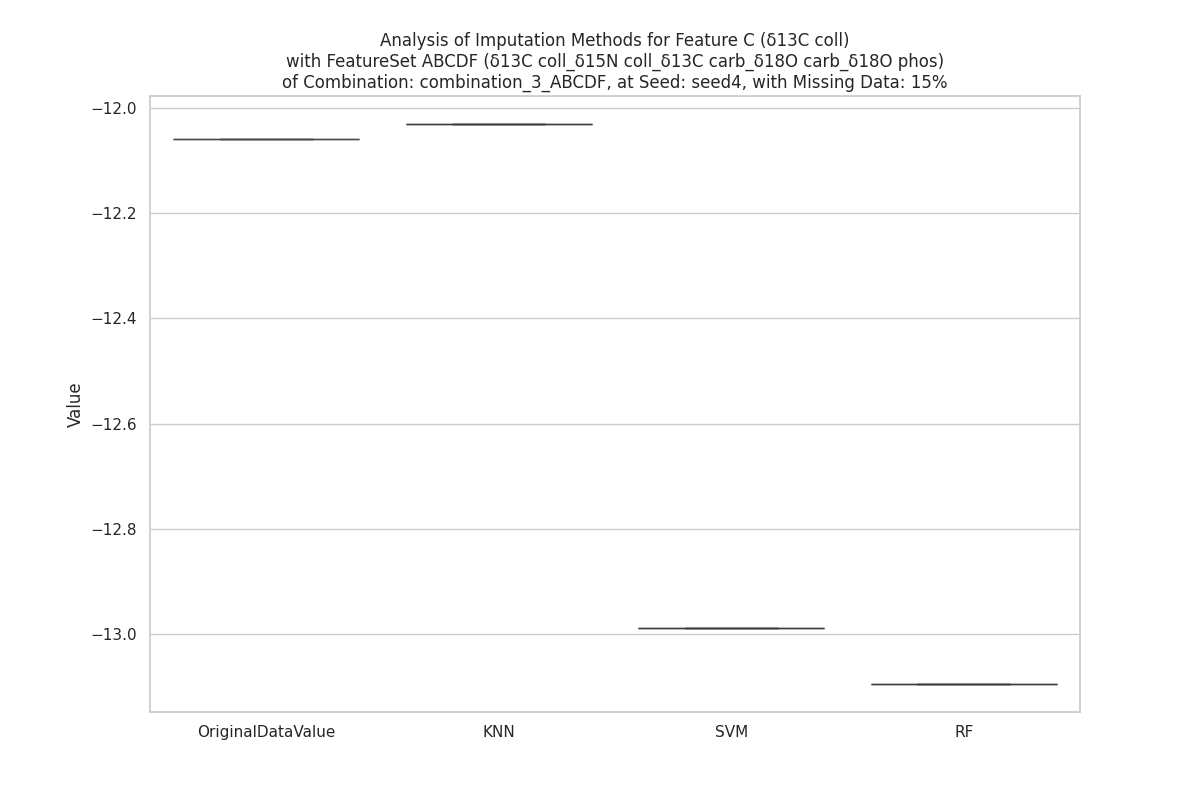 Analysis of Imputation Methods for Feature C (δ13C coll)
with FeatureSet ABCDF (δ13C coll_δ15N coll_δ13C carb_δ18O carb_δ18O phos)
of Combination: combination_3_ABCDF, at Seed: seed4, with Missing Data: 15%
−12.0
−12.2
−12.4
−12.6
−12.8
−13.0
Value
OriginalDataValue
KNN
SVM
RF